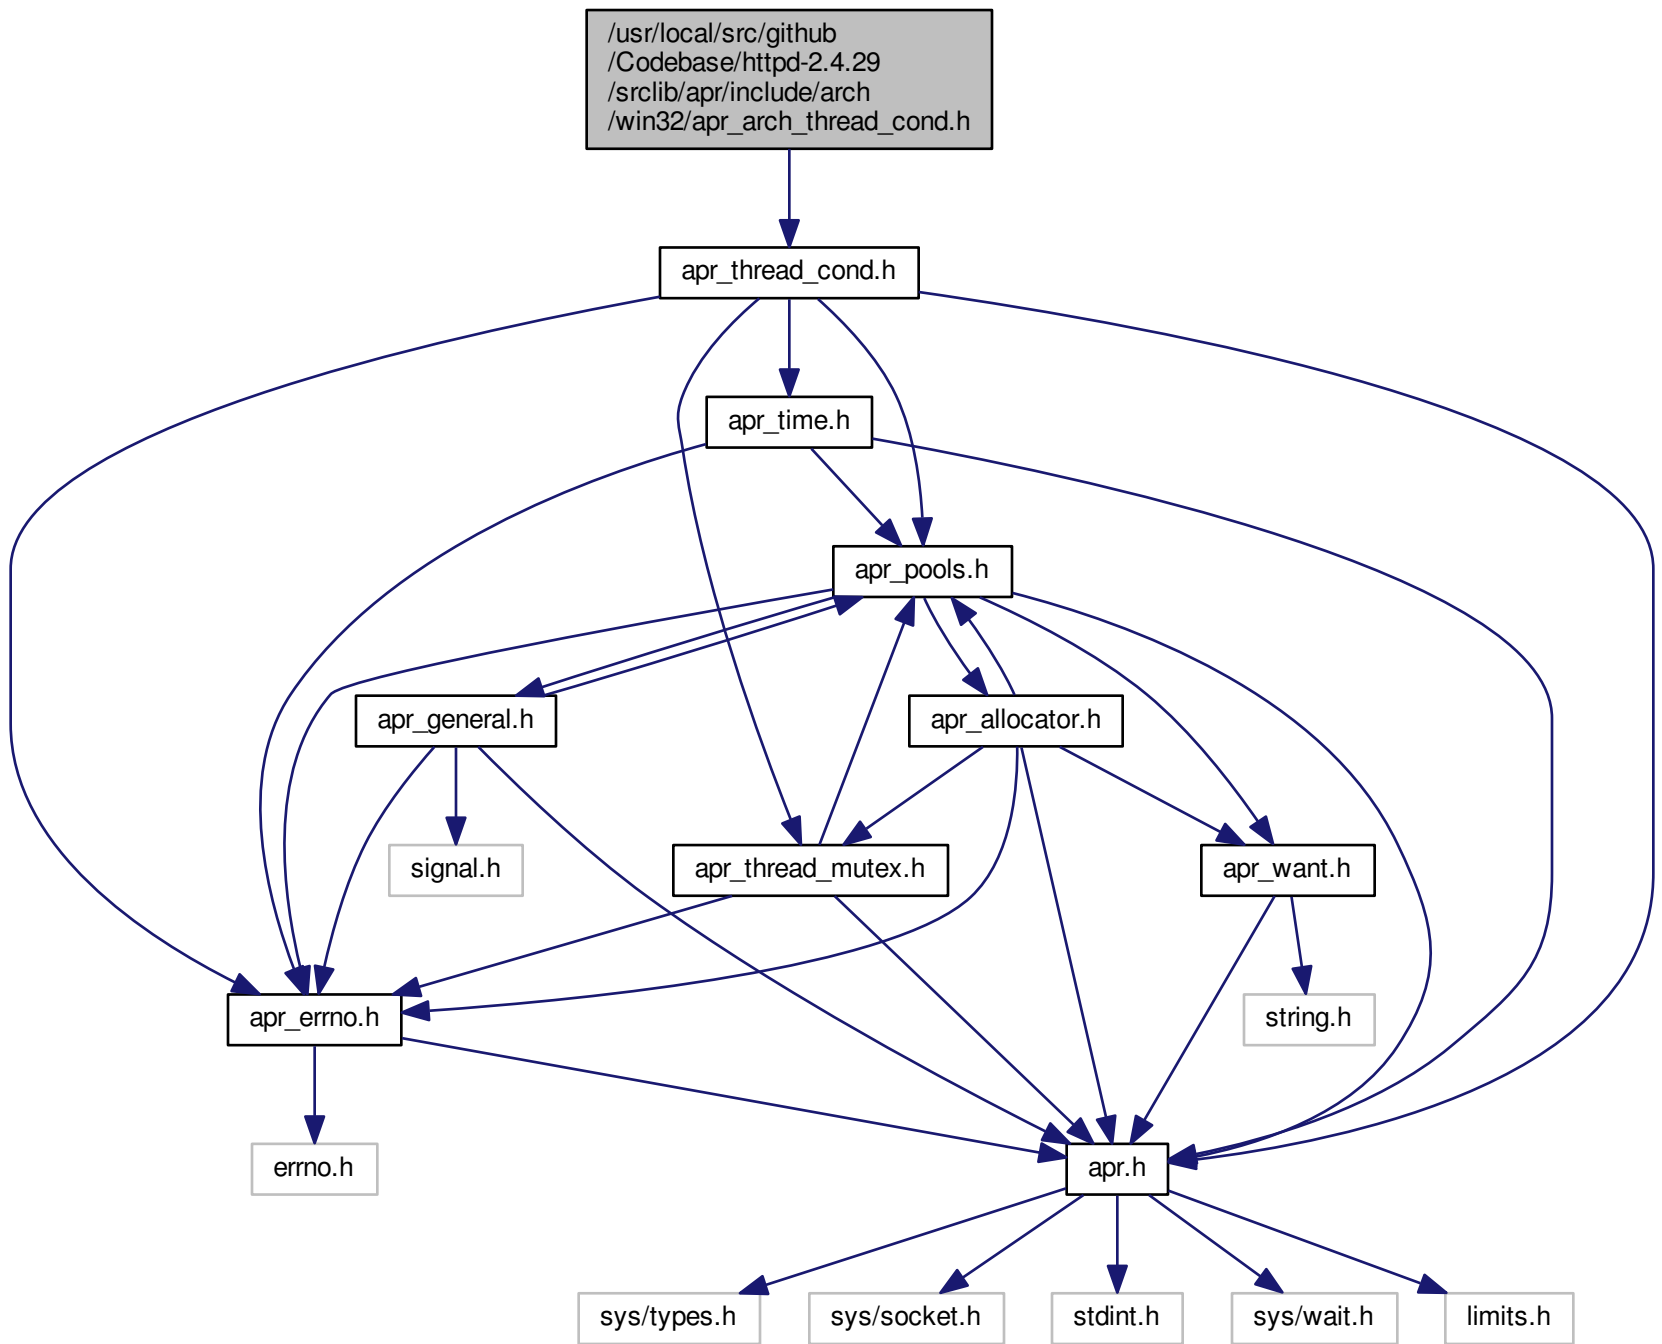 /usr/local/src/github
/Codebase/httpd-2.4.29
/srclib/apr/include/arch
/win32/apr_arch_thread_cond.h
apr_thread_cond.h
apr_time.h
apr_pools.h
apr_general.h
apr_allocator.h
signal.h
apr_thread_mutex.h
apr_want.h
apr_errno.h
string.h
errno.h
apr.h
sys/types.h
sys/socket.h
stdint.h
sys/wait.h
limits.h